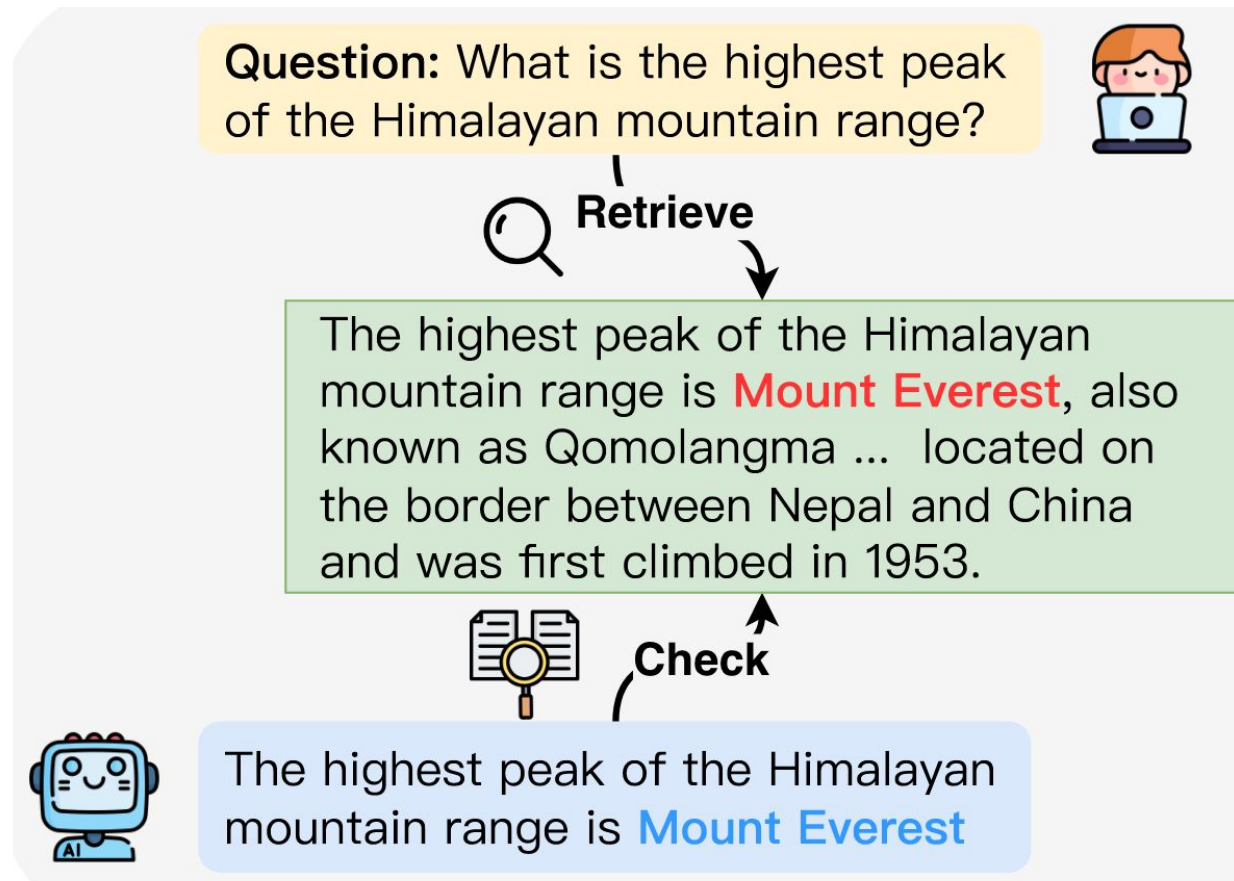 Question: What is the highest peak
of the Himalayan mountain range?
Retrieve
The highest peak of the Himalayan
mountain range is Mount Everest, also
known as Qomolangma ... located on
the border between Nepal and China
and was first climbed in 1953.
Check
The highest peak of the Himalayan
mountain range is Mount Everest
AI